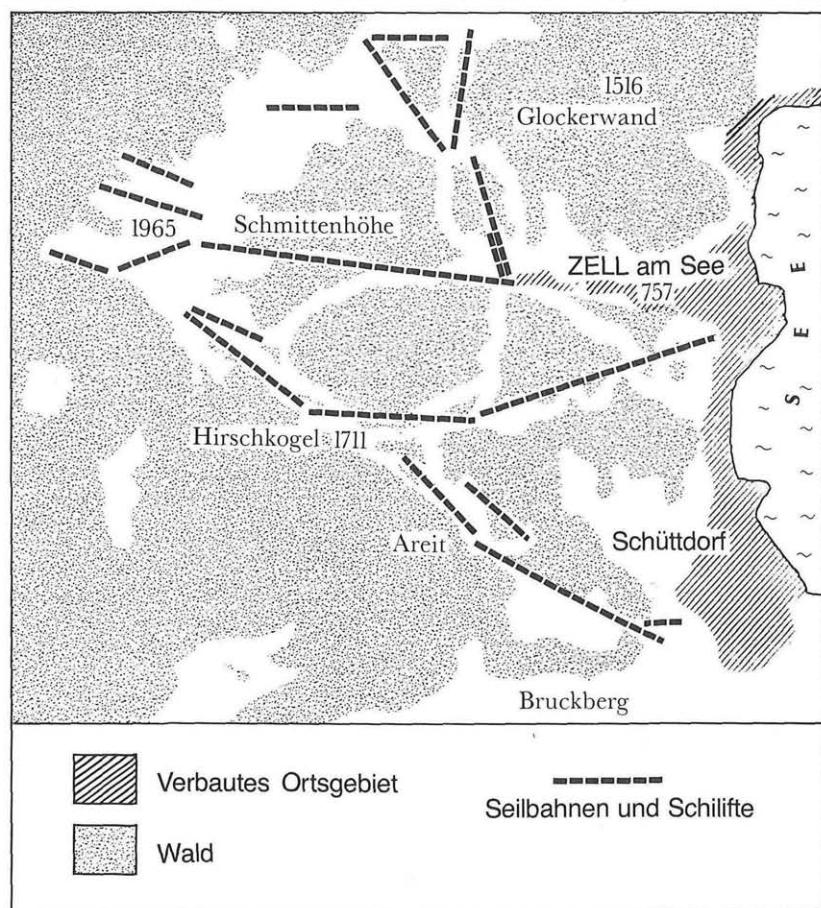 1516
Glockerwand
Schmittenhöhe
1965
ZELL am See
757
SEE
Hirschkogel 1711
Areit
Schüttdorf
Bruckberg
Verbautes Ortsgebiet
Seilbahnen und Schilifte
Wald